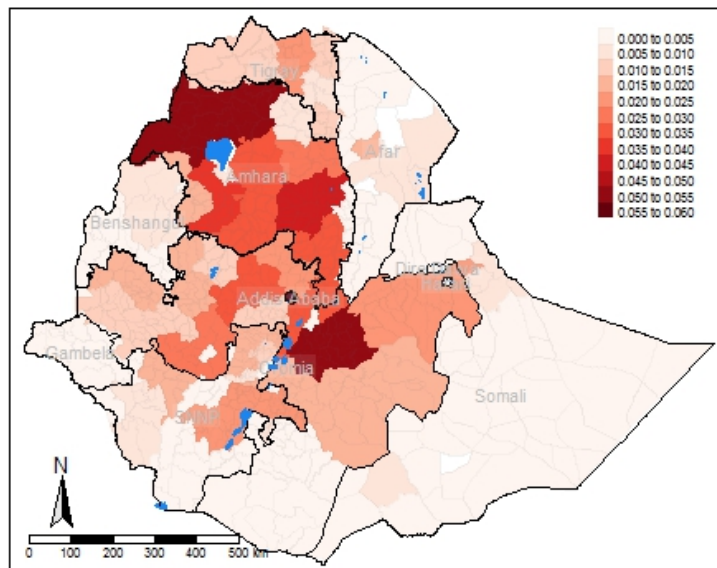 0.000 to 0.005
0.005 to 0.010
0.010 to 0.015
0.015 to 0.020
0.020 to 0.025
0.025 to 0.030
0.030 to 0.035
0.035 to 0.040
0.040 to 0.045
0.045 to 0.050
0.050 to 0.055
0.055 to 0.060
Tigray
Afar
Amhara
Benshangu
Dire Dawa
Harari
Addis Ababa
Gambela
Oromia
Somali
SNNP
N
0 100 200 300 400 500 km